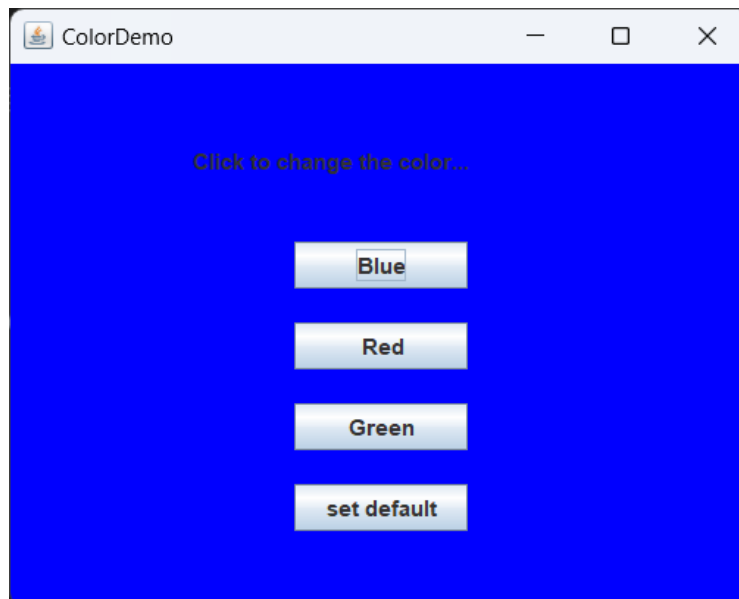 ColorDemo
Click to change the color...
Blue
Red
Green
set default